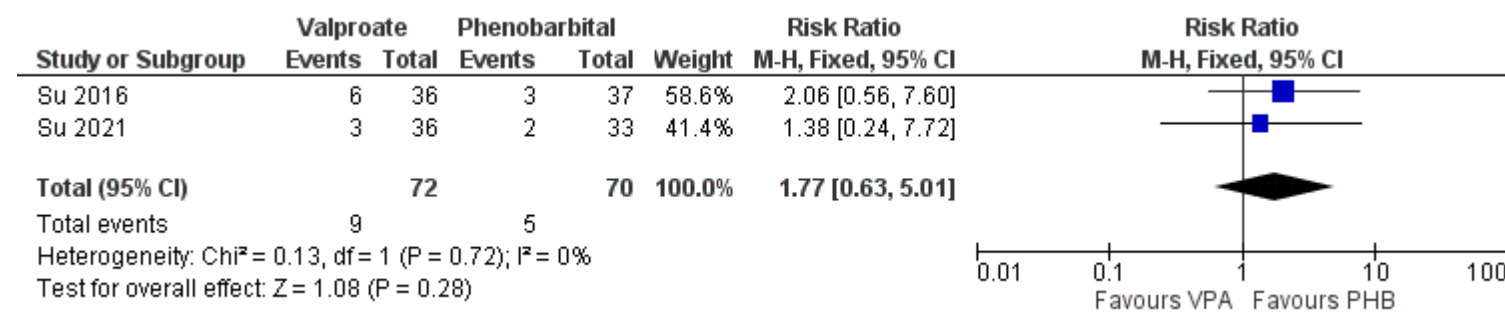 Valproate Phenobarbital Risk Ratio Risk Ratio
Study or Subgroup Events Total Events Total Weight M-H, Fixed, 95% CI M-H, Fixed, 95% CI
Su 2016 6 36 3 37 58.6% 2.06 [0.56, 7.60]
Su 2021 3 36 2 33 41.4% 1.38 [0.24, 7.72]
Total (95% CI) 72 70 100.0% 1.77 [0.63, 5.01]
Total events 9 5
Heterogeneity: Chi² = 0.13, df = 1 (P = 0.72); I² = 0%
Test for overall effect: Z = 1.08 (P = 0.28)
0.01 0.1 1 10 100
Favours VPA Favours PHB